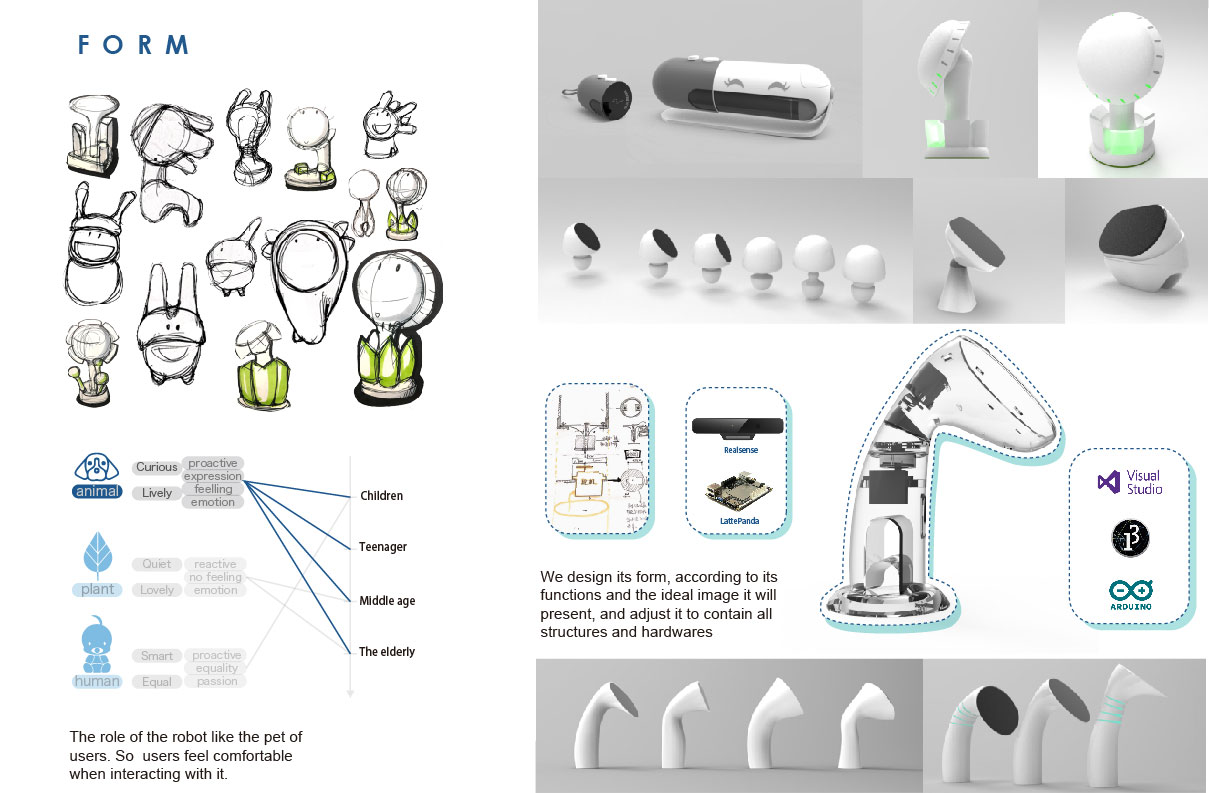 FORM
animal
Curious
Lively
proactive
expression
feelling
emotion
plant
Quiet
Lovely
reactive
no feeling
emotion
human
Smart
Equal
proactive
equality
passion
Children
Teenager
Middle age
The elderly
The role of the robot like the pet of
users. So users feel comfortable
when interacting with it.
Realsense
LattePanda
Visual
Studio
ARDUINO
We design its form, according to its
functions and the ideal image it will
present, and adjust it to contain all
structures and hardwares